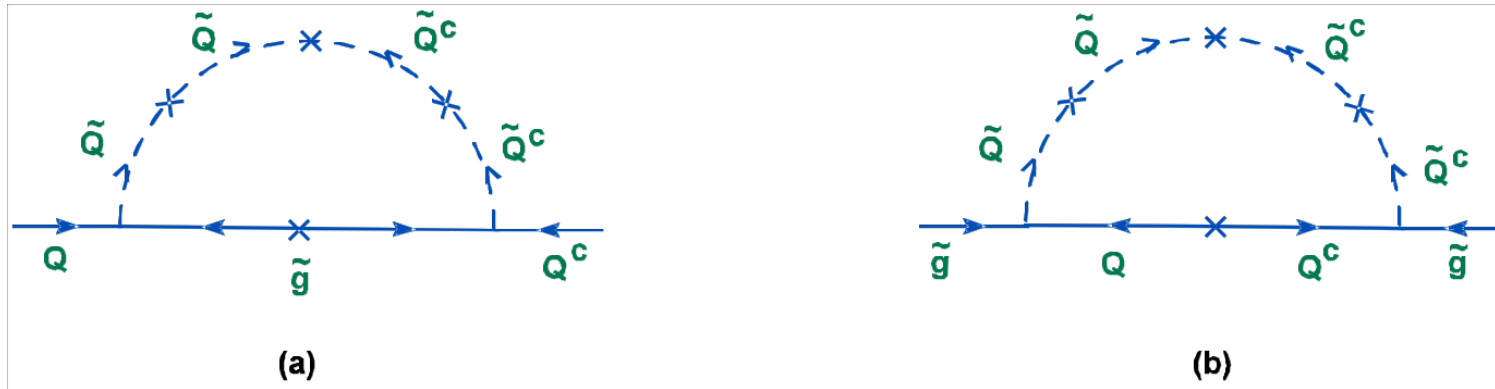 Q̃ Q̃ᶜ
Q̃ Q̃ᶜ
Q g̃ Qᶜ
(a)
Q̃ Q̃ᶜ
Q̃ Q̃ᶜ
g̃ Q Qᶜ g̃
(b)